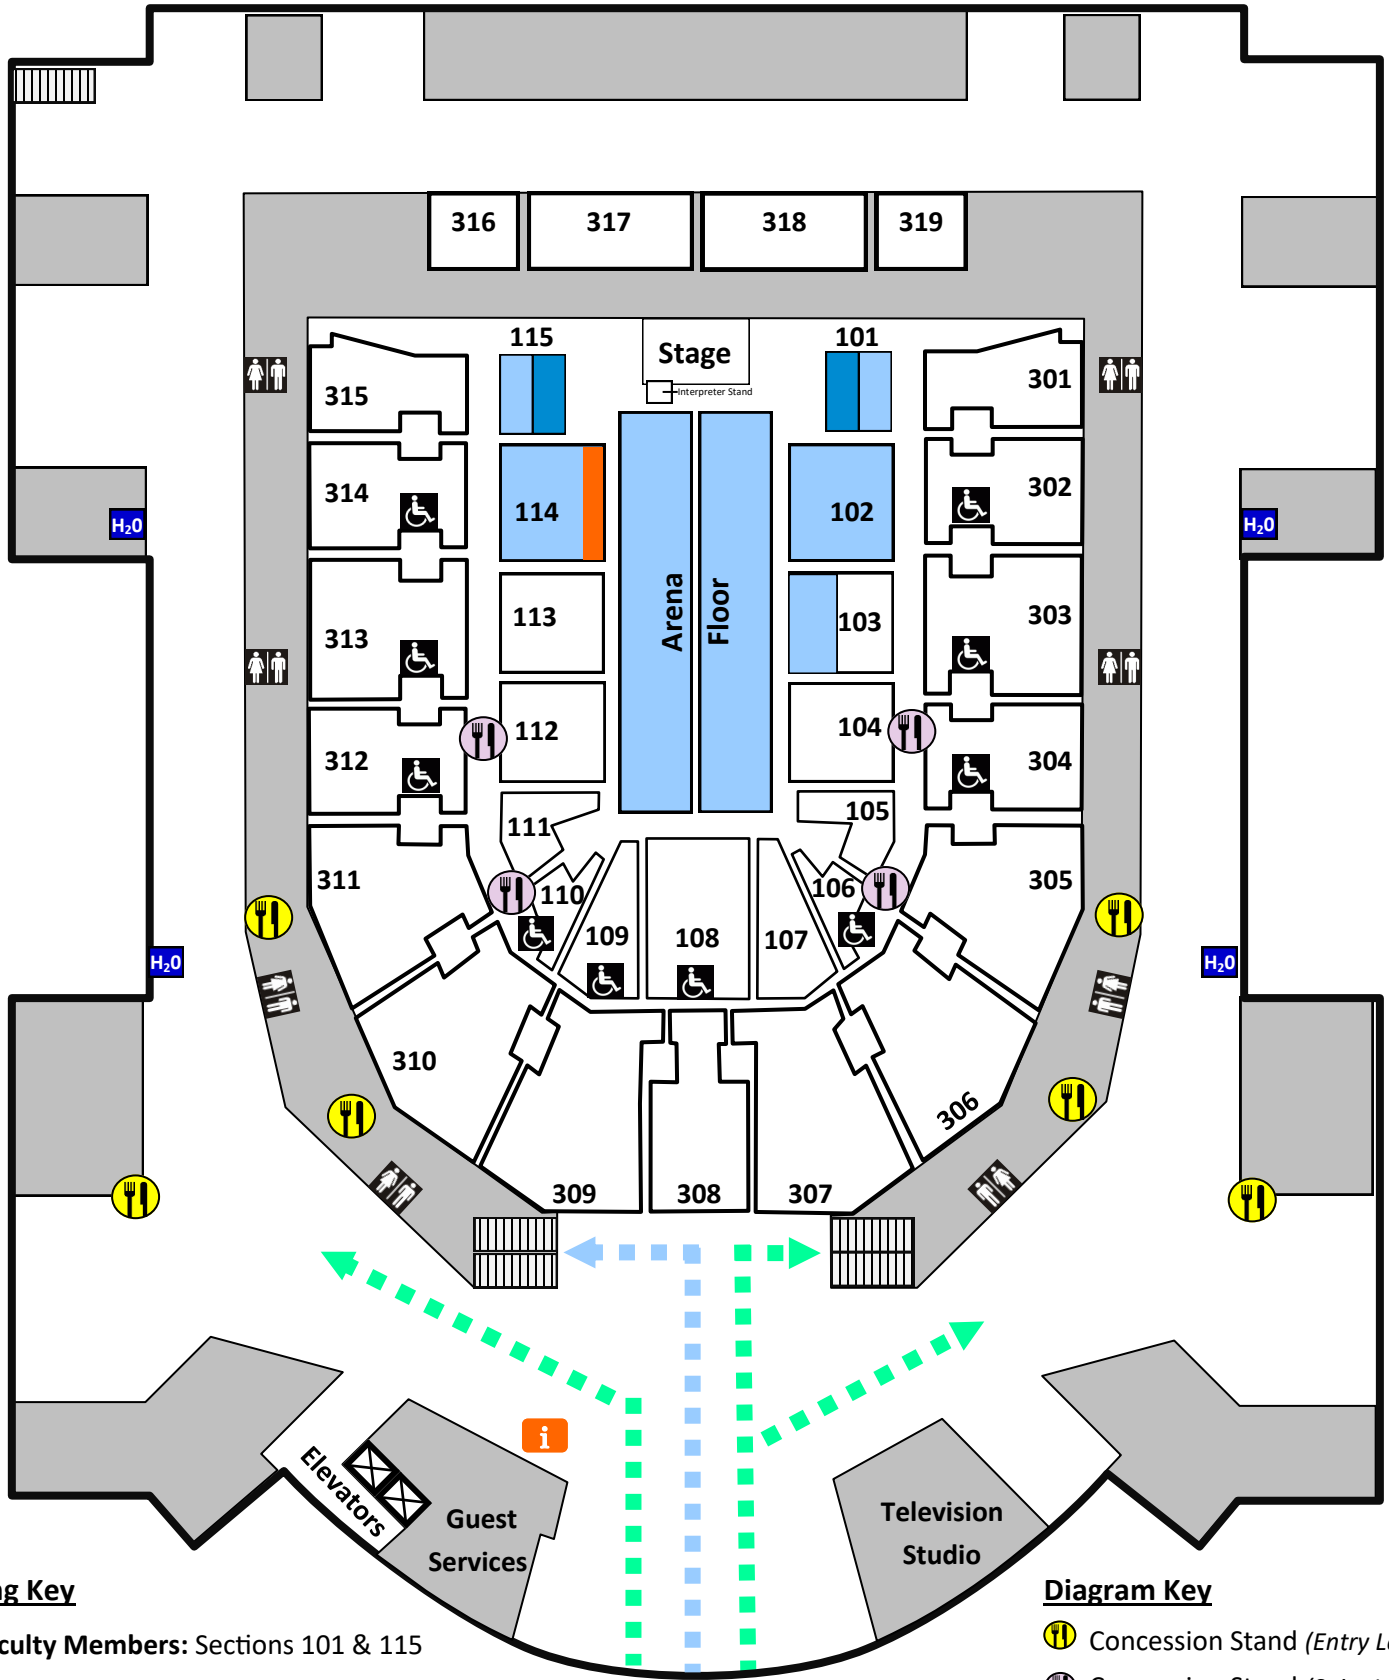 316 317 318 319
115 Stage 101
Interpreter Stand
315 301
314 114 102 302
H₂0 H₂0
Arena Floor
313 113 103 303
312 112 104 304
111 105
311 110 106 305
109 108 107
H₂0 H₂0
310 306
309 308 307
i
Elevators
Guest
Services
Television
Studio
Key
culty Members: Sections 101 & 115
Diagram Key
Concession Stand (Entry